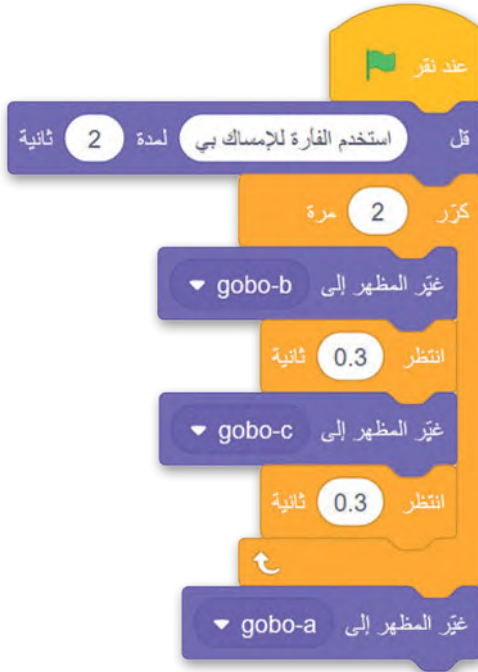 عند نقر
قل استخدم الفأرة للإمساك بي لمدة 2 ثانية
كرّر 2 مرة
غيّر المظهر إلى gobo-b
انتظر 0.3 ثانية
غيّر المظهر إلى gobo-c
انتظر 0.3 ثانية
غيّر المظهر إلى gobo-a